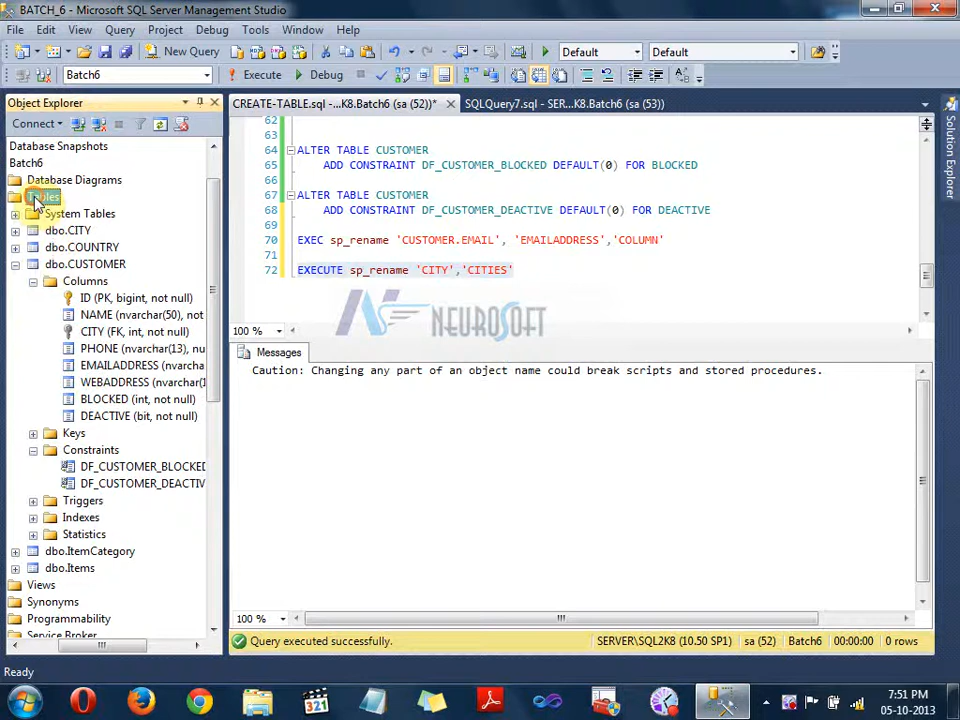 BATCH_6 - Microsoft SQL Server Management Studio
File Edit View Query Project Debug Tools Window Help
New Query Default Default
Batch6 Execute Debug
Object Explorer
Connect
Database Snapshots
Batch6
Database Diagrams
Tables
System Tables
dbo.CITY
dbo.COUNTRY
dbo.CUSTOMER
Columns
ID (PK, bigint, not null)
NAME (nvarchar(50), not
CITY (FK, int, not null)
PHONE (nvarchar(13), nu
EMAILADDRESS (nvarcha
WEBADDRESS (nvarchar(1
BLOCKED (int, not null)
DEACTIVE (bit, not null)
Keys
Constraints
DF_CUSTOMER_BLOCKED
DF_CUSTOMER_DEACTIV
Triggers
Indexes
Statistics
dbo.ItemCategory
dbo.Items
Views
Synonyms
Programmability
Service Broker
CREATE-TABLE.sql -...K8.Batch6 (sa (52))* SQLQuery7.sql - SER...K8.Batch6 (sa (53))
62
63
64 ALTER TABLE CUSTOMER
65 ADD CONSTRAINT DF_CUSTOMER_BLOCKED DEFAULT(0) FOR BLOCKED
66
67 ALTER TABLE CUSTOMER
68 ADD CONSTRAINT DF_CUSTOMER_DEACTIVE DEFAULT(0) FOR DEACTIVE
69
70 EXEC sp_rename 'CUSTOMER.EMAIL', 'EMAILADDRESS','COLUMN'
71
72 EXECUTE sp_rename 'CITY','CITIES'
NEUROSOFT
100 %
Messages
Caution: Changing any part of an object name could break scripts and stored procedures.
100 %
Query executed successfully. SERVER\SQL2K8 (10.50 SP1) sa (52) Batch6 00:00:00 0 rows
Solution Explorer
Ready
321
7:51 PM
05-10-2013